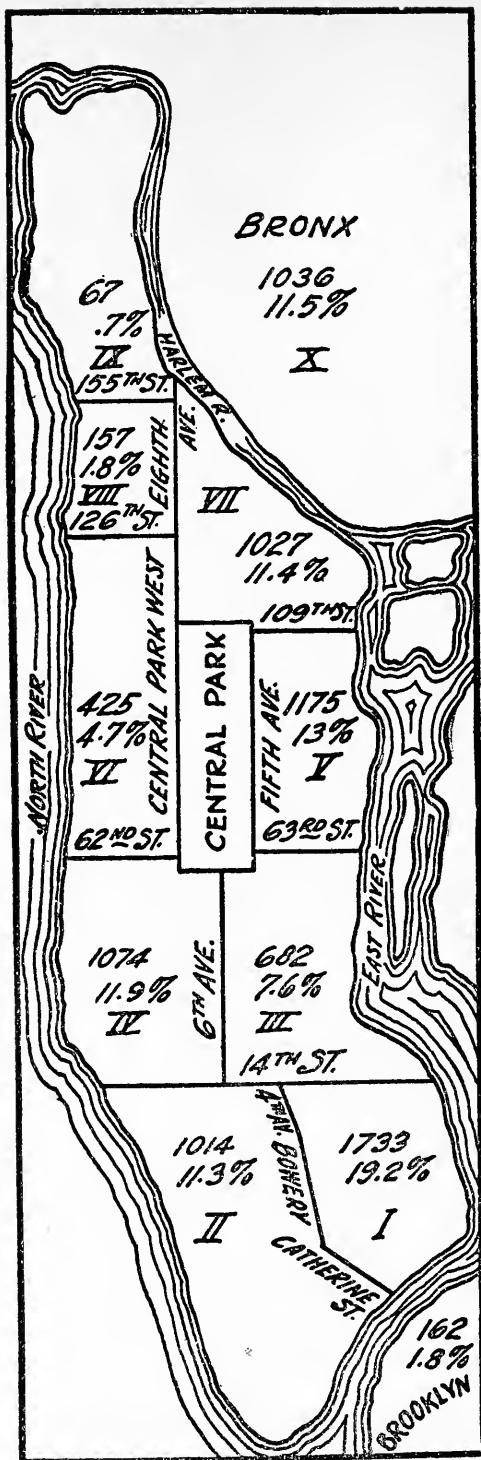 BRONX
1036
11.5%
X
67
.7%
IX
155TH ST.
HARLEM R.
157
1.8%
VIII
126TH ST.
EIGHTH AVE.
VII
1027
11.4%
109TH ST.
NORTH RIVER
425
4.7%
VI
62ND ST.
CENTRAL PARK WEST
CENTRAL PARK
FIFTH AVE.
1175
13%
V
63RD ST.
EAST RIVER
1074
11.9%
IV
6TH AVE.
682
7.6%
III
14TH ST.
1014
11.3%
II
4TH AV. BOWERY
1733
19.2%
I
CATHERINE
ST.
162
1.8%
BROOKLYN